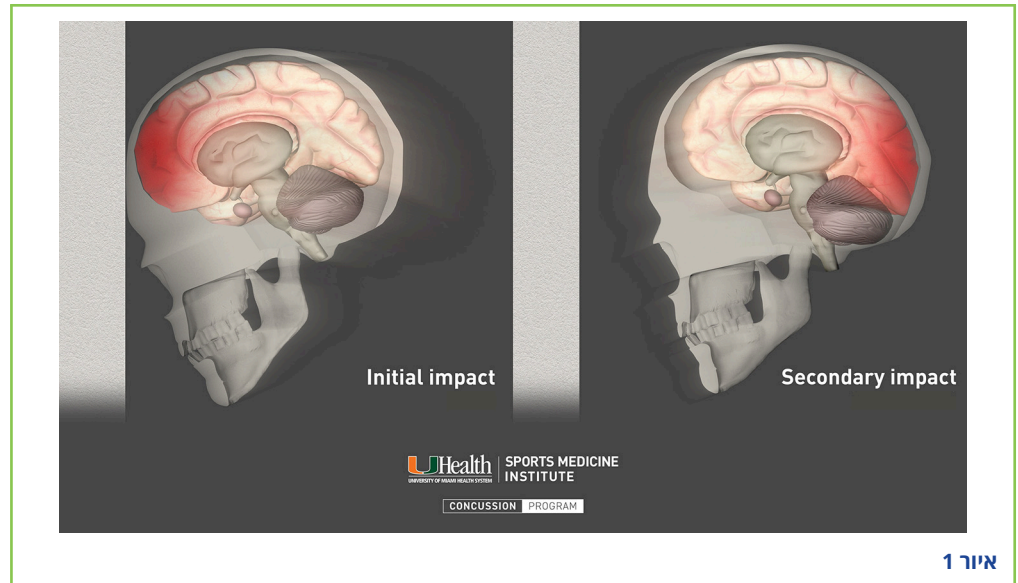 Initial impact
Secondary impact
UHealth
UNIVERSITY OF MIAMI HEALTH SYSTEM
SPORTS MEDICINE
INSTITUTE
CONCUSSION PROGRAM
איור 1